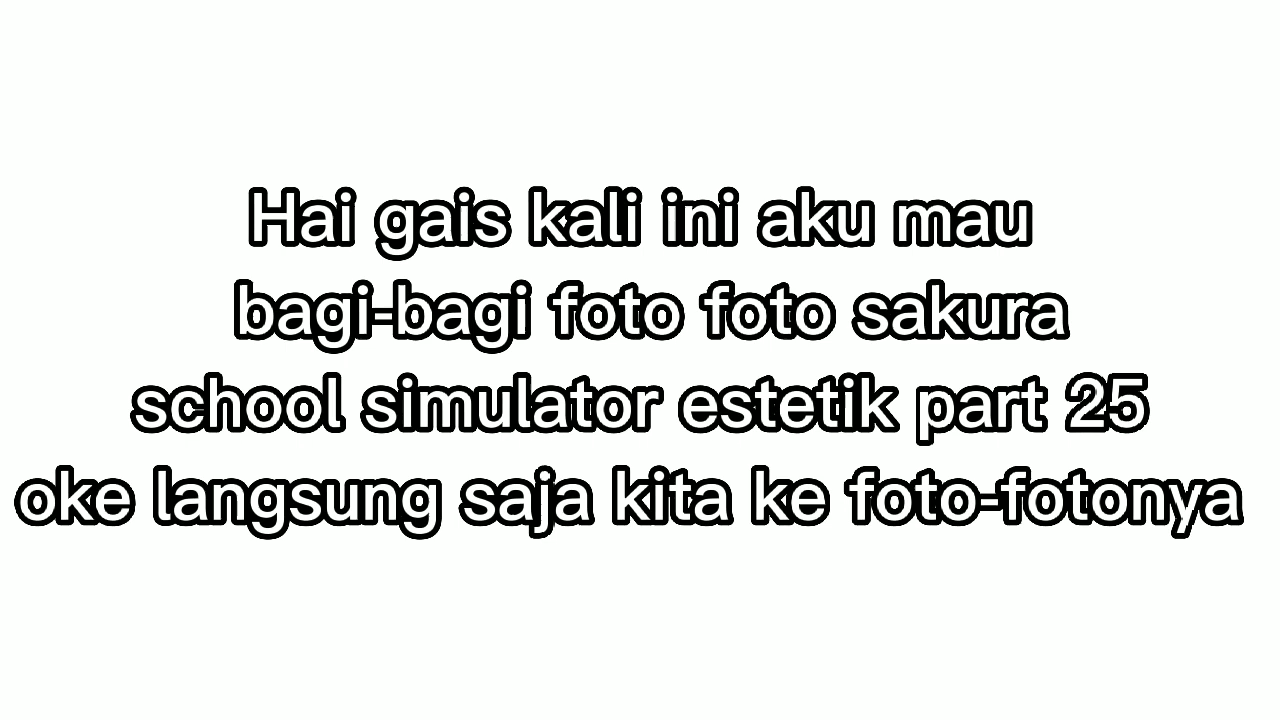 Hai gais kali ini aku mau
bagi-bagi foto foto sakura
school simulator estetik part 25
oke langsung saja kita ke foto-fotonya